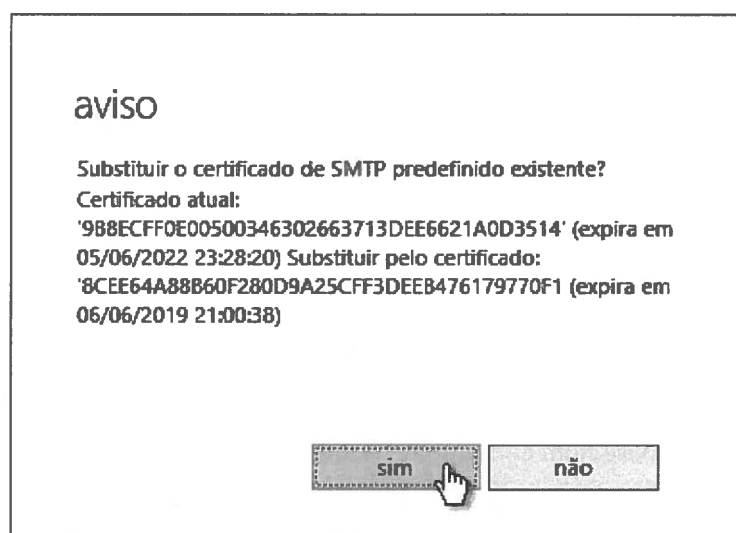 aviso
Substituir o certificado de SMTP predefinido existente?
Certificado atual:
'9B8ECFF0E00500346302663713DEE6621A0D3514' (expira em
05/06/2022 23:28:20) Substituir pelo certificado:
'8CEE64A88B60F280D9A25CFF3DEEB476179770F1 (expira em
06/06/2019 21:00:38)
sim
não